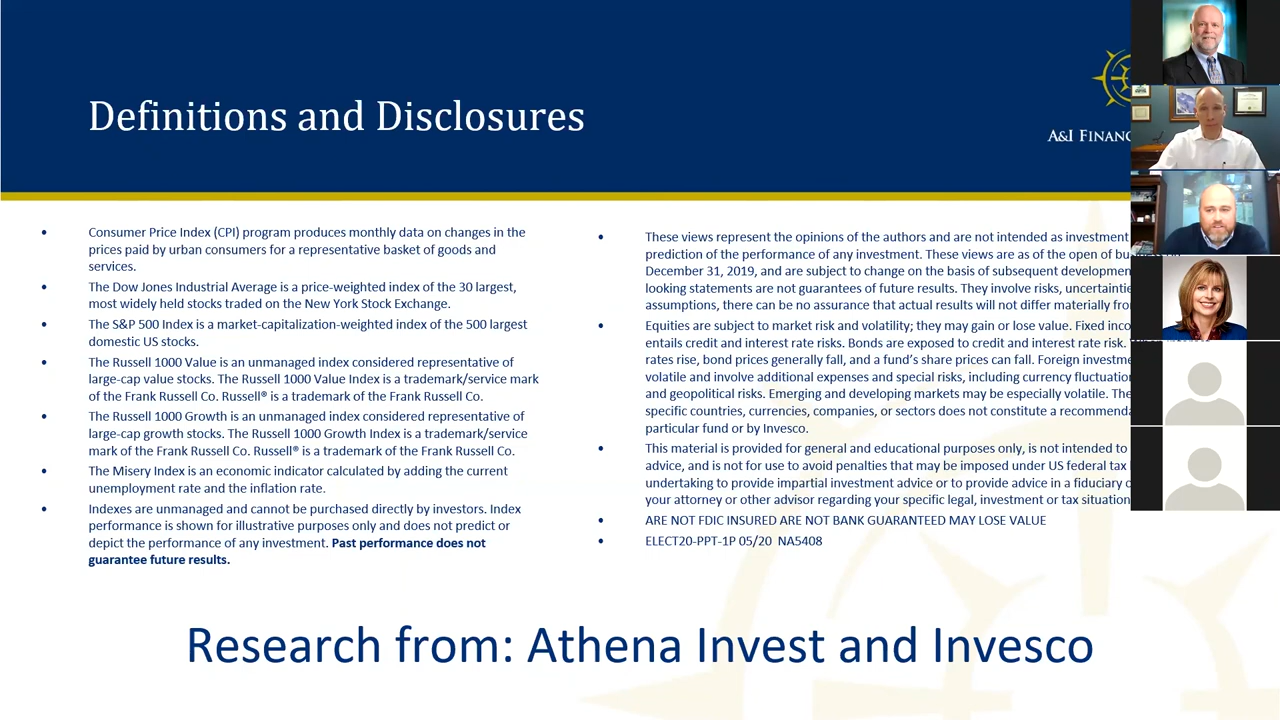 Definitions and Disclosures
A&I FINANC
Consumer Price Index (CPI) program produces monthly data on changes in the
prices paid by urban consumers for a representative basket of goods and
services.
The Dow Jones Industrial Average is a price-weighted index of the 30 largest,
most widely held stocks traded on the New York Stock Exchange.
The S&P 500 Index is a market-capitalization-weighted index of the 500 largest
domestic US stocks.
The Russell 1000 Value is an unmanaged index considered representative of
large-cap value stocks. The Russell 1000 Value Index is a trademark/service mark
of the Frank Russell Co. Russell® is a trademark of the Frank Russell Co.
The Russell 1000 Growth is an unmanaged index considered representative of
large-cap growth stocks. The Russell 1000 Growth Index is a trademark/service
mark of the Frank Russell Co. Russell® is a trademark of the Frank Russell Co.
The Misery Index is an economic indicator calculated by adding the current
unemployment rate and the inflation rate.
Indexes are unmanaged and cannot be purchased directly by investors. Index
performance is shown for illustrative purposes only and does not predict or
depict the performance of any investment. Past performance does not
guarantee future results.
These views represent the opinions of the authors and are not intended as investment
prediction of the performance of any investment. These views are as of the open of
December 31, 2019, and are subject to change on the basis of subsequent
looking statements are not guarantees of future results. They involve risks,
assumptions, there can be no assurance that actual results will not differ materially
Equities are subject to market risk and volatility; they may gain or lose value. Fixed
entails credit and interest rate risks. Bonds are exposed to credit and interest rate risk.
rates rise, bond prices generally fall, and a fund's share prices can fall. Foreign
volatile and involve additional expenses and special risks, including currency
and geopolitical risks. Emerging and developing markets may be especially volatile.
specific countries, currencies, companies, or sectors does not constitute a
particular fund or by Invesco.
This material is provided for general and educational purposes only, is not intended to
advice, and is not for use to avoid penalties that may be imposed under US federal tax
undertaking to provide impartial investment advice or to provide advice in a fiduciary
your attorney or other advisor regarding your specific legal, investment or tax
ARE NOT FDIC INSURED ARE NOT BANK GUARANTEED MAY LOSE VALUE
ELECT20-PPT-1P 05/20 NA5408
Research from: Athena Invest and Invesco